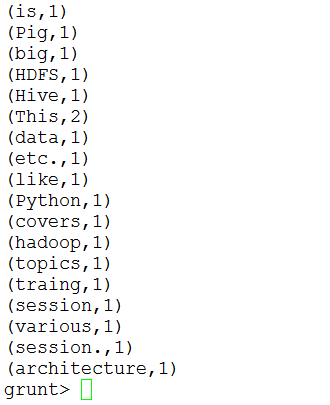 (is,1)
(Pig,1)
(big,1)
(HDFS,1)
(Hive,1)
(This,2)
(data,1)
(etc.,1)
(like,1)
(Python,1)
(covers,1)
(hadoop,1)
(topics,1)
(traing,1)
(session,1)
(various,1)
(session.,1)
(architecture,1)
grunt>